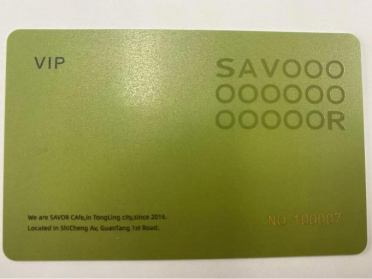 VIP
SAVOOO
OOOOOO
OOOOOR
We are SAVOR CAfe,in TongLing city,since 2016.
Located in ShiCheng Av, GuanTang 1st Road.
NO 100007